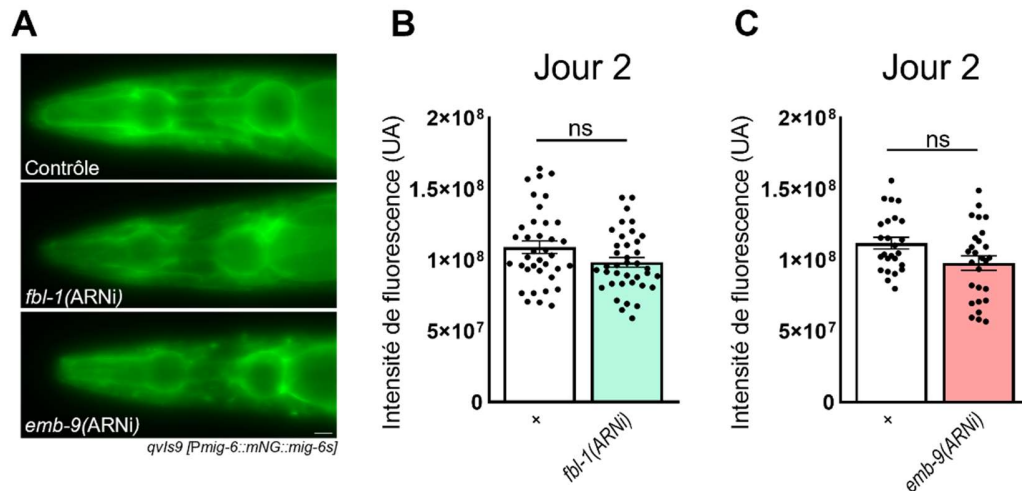 A
Contrôle
fbl-1(ARNi)
emb-9(ARNi)
qvIs9 [Pmig-6::mNG::mig-6s]
B
Jour 2
Intensité de fluorescence (UA)
2×10⁸
1.5×10⁸
1×10⁸
5×10⁷
0
ns
+
fbl-1(ARNi)
C
Jour 2
Intensité de fluorescence (UA)
2×10⁸
1.5×10⁸
1×10⁸
5×10⁷
0
ns
+
emb-9(ARNi)